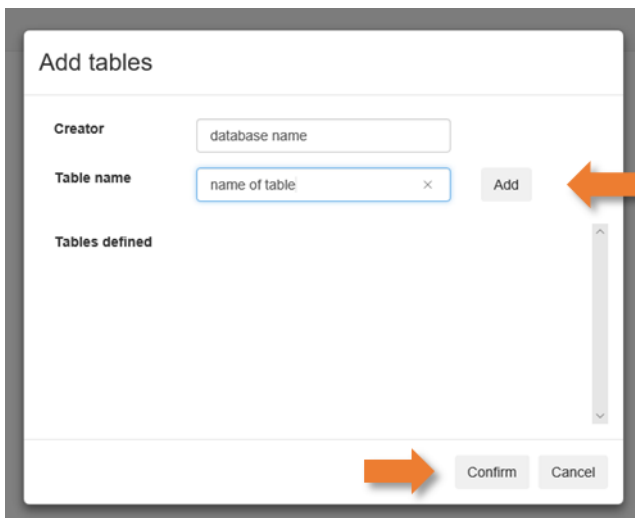 Add tables
Creator database name
Table name name of table × Add
Tables defined
Confirm Cancel